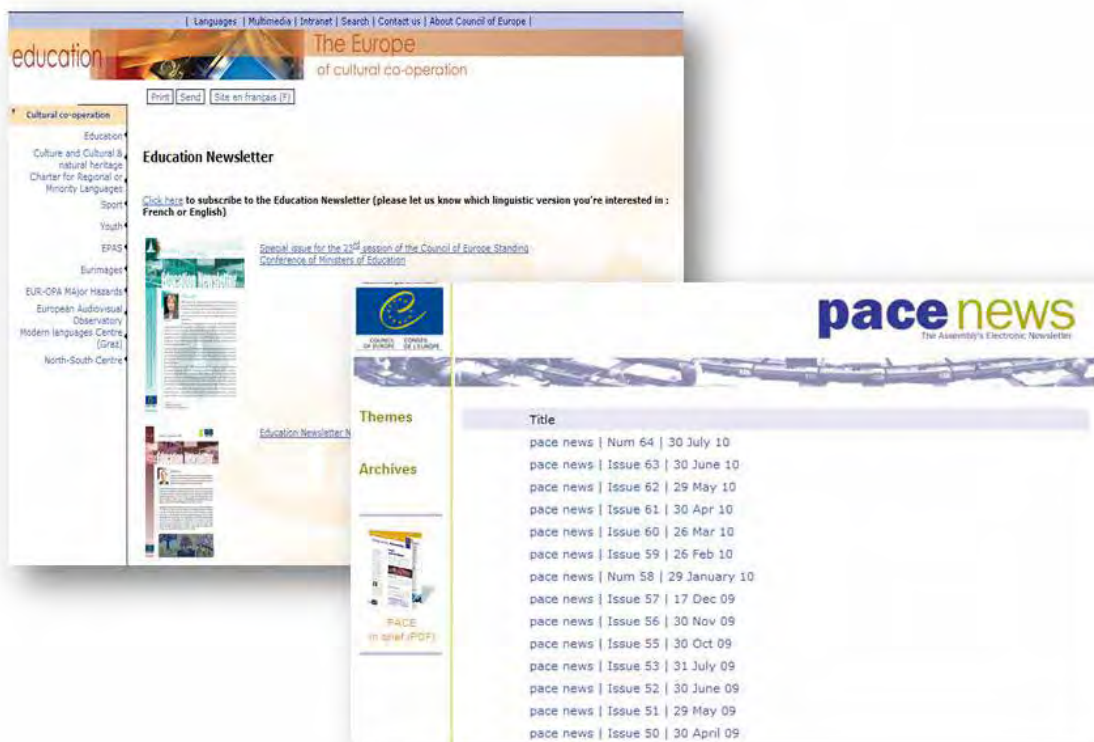 | Languages | Multimedia | Intranet | Search | Contact us | About Council of Europe |
education
The Europe
of cultural co-operation
Print Send Site en français (F)
Cultural co-operation
Education
Culture and Cultural &
natural heritage
Charter for Regional or
Minority Languages
Sport
Youth
EPAS
Eurimages
EUR-OPA MAjor Hazards
European Audiovisual
Observatory
Modern languages Centre
(Graz)
North-South Centre
Education Newsletter
Click here to subscribe to the Education Newsletter (please let us know which linguistic version you're interested in :
French or English)
Special issue for the 23rd session of the Council of Europe Standing
Conference of Ministers of Education
Education Newsletter
Education Newsletter N
COUNCIL CONSEIL
OF EUROPE DE L'EUROPE
pace news
The Assembly's Electronic Newsletter
Themes
Archives
PACE
in brief (PDF)
Title
pace news | Num 64 | 30 July 10
pace news | Issue 63 | 30 June 10
pace news | Issue 62 | 29 May 10
pace news | Issue 61 | 30 Apr 10
pace news | Issue 60 | 26 Mar 10
pace news | Issue 59 | 26 Feb 10
pace news | Num 58 | 29 January 10
pace news | Issue 57 | 17 Dec 09
pace news | Issue 56 | 30 Nov 09
pace news | Issue 55 | 30 Oct 09
pace news | Issue 53 | 31 July 09
pace news | Issue 52 | 30 June 09
pace news | Issue 51 | 29 May 09
pace news | Issue 50 | 30 April 09